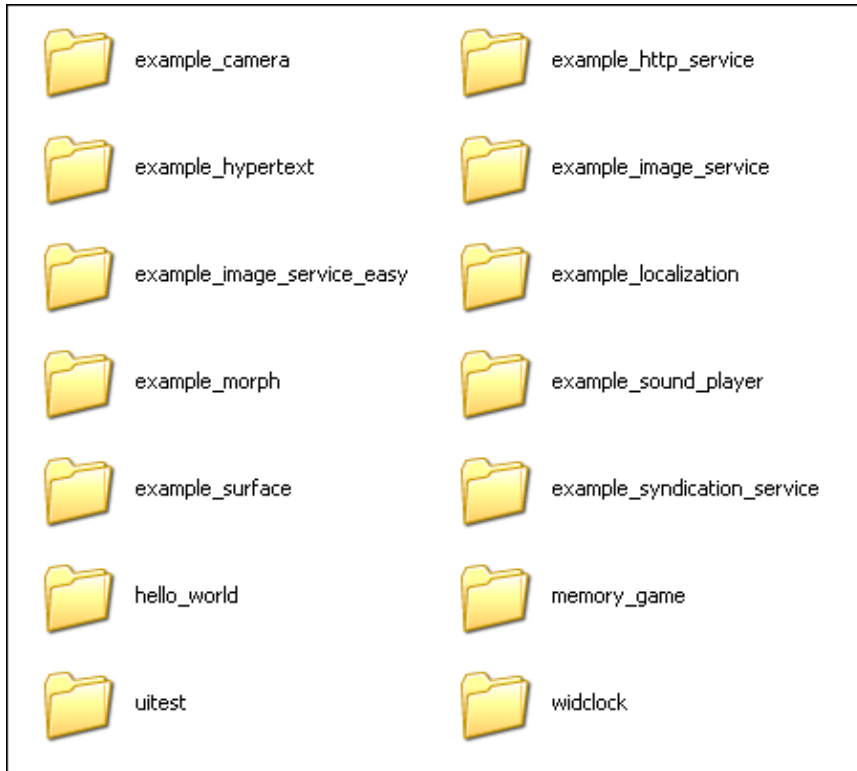 example_camera
example_http_service
example_hypertext
example_image_service
example_image_service_easy
example_localization
example_morph
example_sound_player
example_surface
example_syndication_service
hello_world
memory_game
uitest
widclock